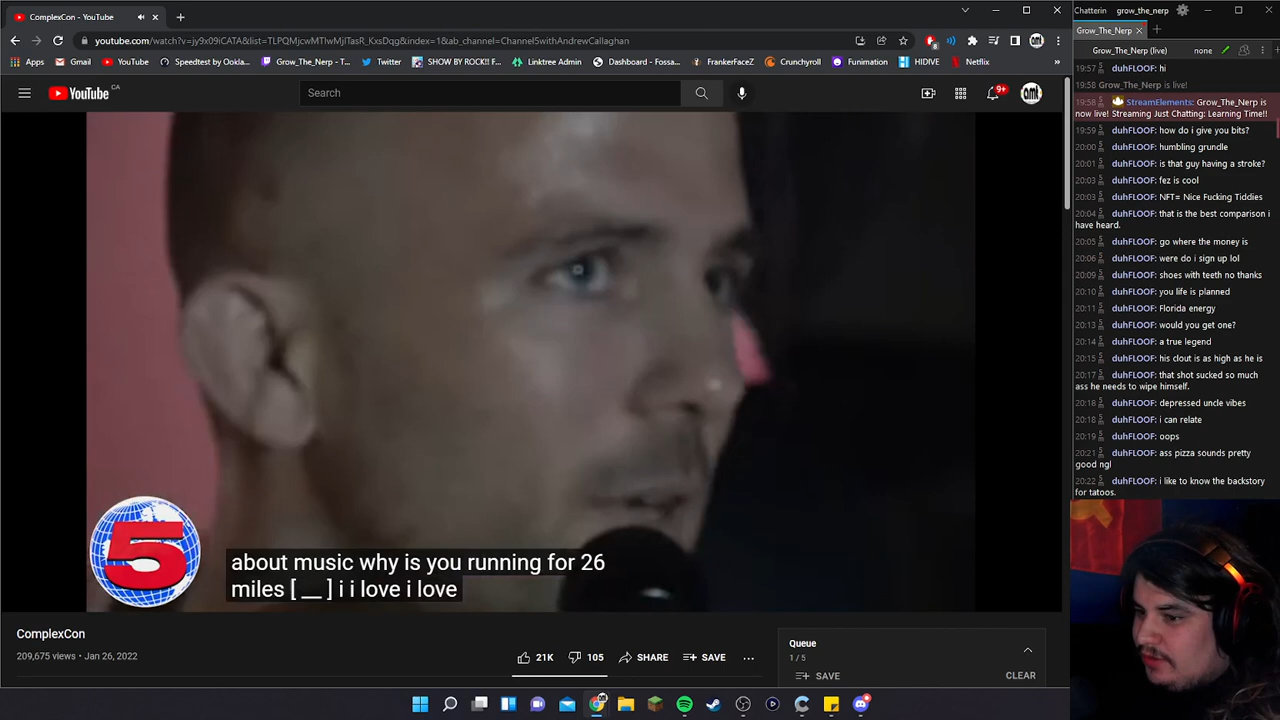 ComplexCon - YouTube
youtube.com/watch?v=jy9x09iCATA&list=TLPQMjcwMTIwMjITasR_KxsDqg&index=1&ab_channel=Channel5withAndrewCallaghan
Apps
Gmail
YouTube
Speedtest by Ookla...
Grow_The_Nerp - T...
Twitter
SHOW BY ROCK!! F...
Linktree Admin
Dashboard - Fossa...
FrankerFaceZ
Crunchyroll
Funimation
HIDIVE
Netflix
YouTube CA
Search
9+
5
about music why is you running for 26
miles [ __ ] i i love i love
ComplexCon
209,675 views • Jan 26, 2022
21K
105
SHARE
SAVE
Queue
1 / 5
SAVE
CLEAR
Chatterin
grow_the_nerp
Grow_The_Nerp
Grow_The_Nerp (live)
none
19:57 duhFLOOF: hi
19:58 Grow_The_Nerp is live!
19:58 StreamElements: Grow_The_Nerp is
now live! Streaming Just Chatting: Learning Time!!
19:59 duhFLOOF: how do i give you bits?
20:00 duhFLOOF: humbling grundle
20:01 duhFLOOF: is that guy having a stroke?
20:03 duhFLOOF: fez is cool
20:03 duhFLOOF: NFT= Nice Fucking Tiddies
20:04 duhFLOOF: that is the best comparison i
have heard.
20:05 duhFLOOF: go where the money is
20:06 duhFLOOF: were do i sign up lol
20:09 duhFLOOF: shoes with teeth no thanks
20:10 duhFLOOF: you life is planned
20:11 duhFLOOF: Florida energy
20:13 duhFLOOF: would you get one?
20:14 duhFLOOF: a true legend
20:15 duhFLOOF: his clout is as high as he is
20:17 duhFLOOF: that shot sucked so much
ass he needs to wipe himself.
20:18 duhFLOOF: depressed uncle vibes
20:18 duhFLOOF: i can relate
20:19 duhFLOOF: oops
20:21 duhFLOOF: ass pizza sounds pretty
good ngl
20:22 duhFLOOF: i like to know the backstory
for tatoos.